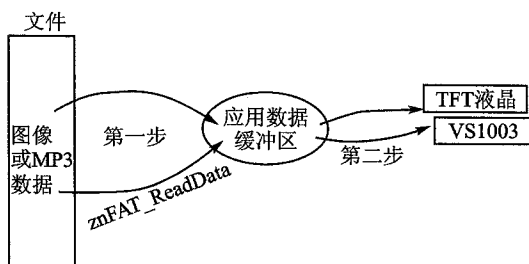 文件
图像
或MP3
数据
第一步
znFAT_ReadData
应用数据
缓冲区
第二步
TFT液晶
VS1003